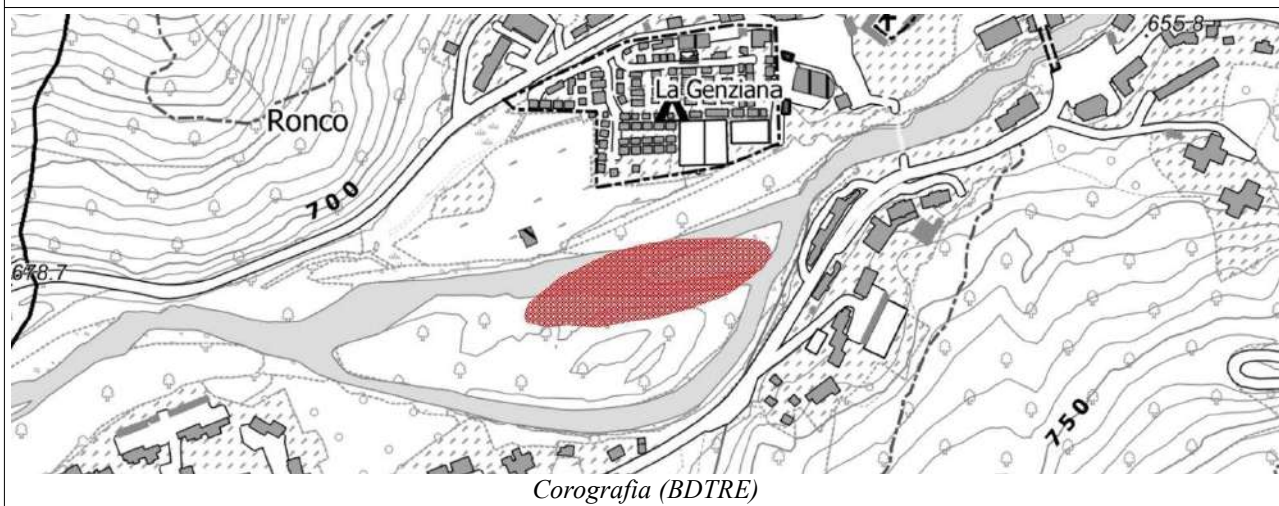 655.8
La Genziana
Ronco
700
678.7
750
Corografia (BDTRE)